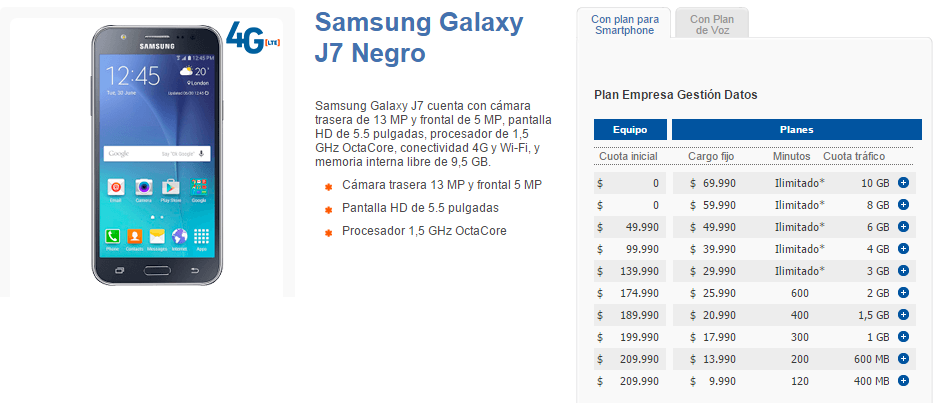 4G [LTE]
SAMSUNG
12:45 PM
12:45
Tue, 30 June
20°
London
Google
Email
Camera
Play Store
Google
Phone
Contacts
Messages
Internet
Apps
Samsung Galaxy
J7 Negro
Samsung Galaxy J7 cuenta con cámara
trasera de 13 MP y frontal de 5 MP, pantalla
HD de 5.5 pulgadas, procesador de 1,5
GHz OctaCore, conectividad 4G y Wi-Fi, y
memoria interna libre de 9,5 GB.
Cámara trasera 13 MP y frontal 5 MP
Pantalla HD de 5.5 pulgadas
Procesador 1,5 GHz OctaCore
Con plan para
Smartphone
Con Plan
de Voz
Plan Empresa Gestión Datos
Equipo Planes
Cuota inicial Cargo fijo Minutos Cuota tráfico
$ 0 $ 69.990 Ilimitado* 10 GB
$ 0 $ 59.990 Ilimitado* 8 GB
$ 49.990 $ 49.990 Ilimitado* 6 GB
$ 99.990 $ 39.990 Ilimitado* 4 GB
$ 139.990 $ 29.990 Ilimitado* 3 GB
$ 174.990 $ 25.990 600 2 GB
$ 189.990 $ 20.990 400 1,5 GB
$ 199.990 $ 17.990 300 1 GB
$ 209.990 $ 13.990 200 600 MB
$ 209.990 $ 9.990 120 400 MB